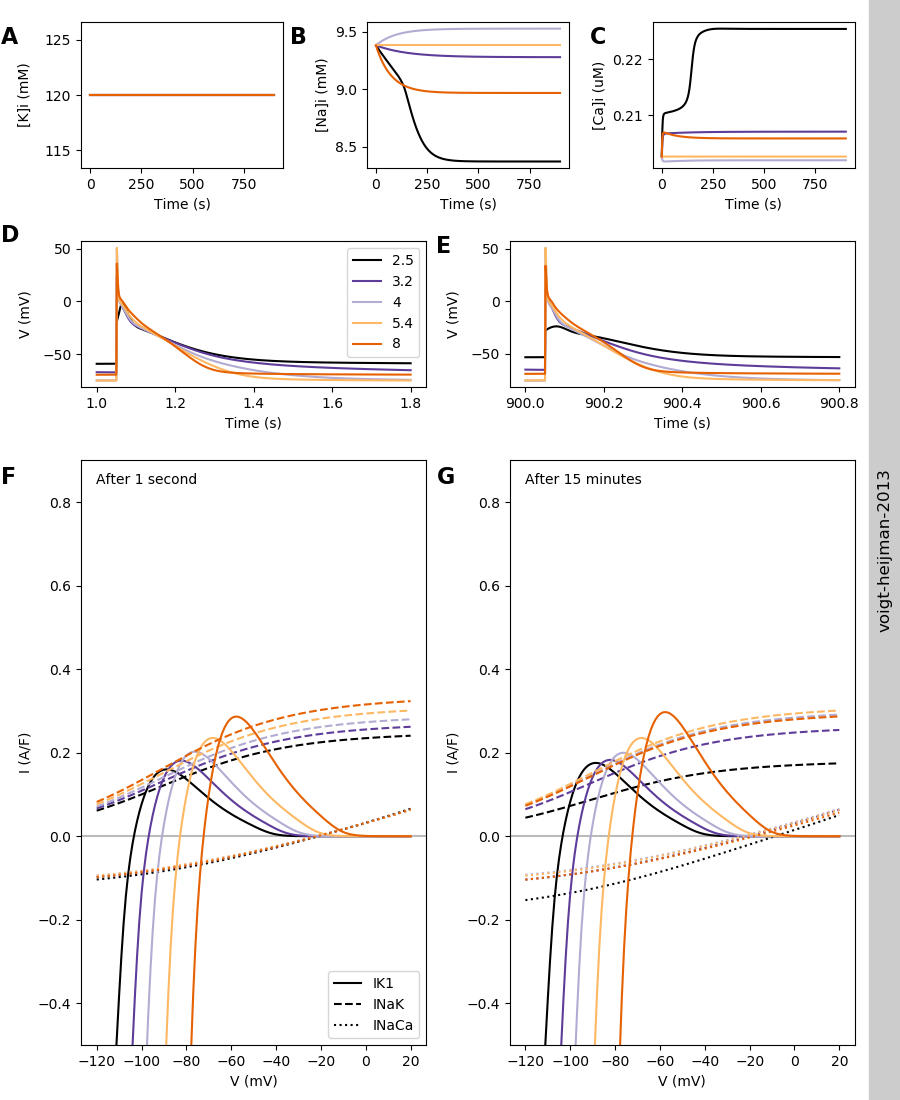 A
[K]i (mM)
125
120
115
0
250
500
750
Time (s)
B
[Na]i (mM)
9.5
9.0
8.5
0
250
500
750
Time (s)
C
[Ca]i (uM)
0.22
0.21
0
250
500
750
Time (s)
D
V (mV)
50
0
−50
1.0
1.2
1.4
1.6
1.8
Time (s)
2.5
3.2
4
5.4
8
E
V (mV)
50
0
−50
900.0
900.2
900.4
900.6
900.8
Time (s)
F
After 1 second
I (A/F)
0.8
0.6
0.4
0.2
0.0
−0.2
−0.4
−120
−100
−80
−60
−40
−20
0
20
V (mV)
IK1
INaK
INaCa
G
After 15 minutes
I (A/F)
0.8
0.6
0.4
0.2
0.0
−0.2
−0.4
−120
−100
−80
−60
−40
−20
0
20
V (mV)
voigt-heijman-2013